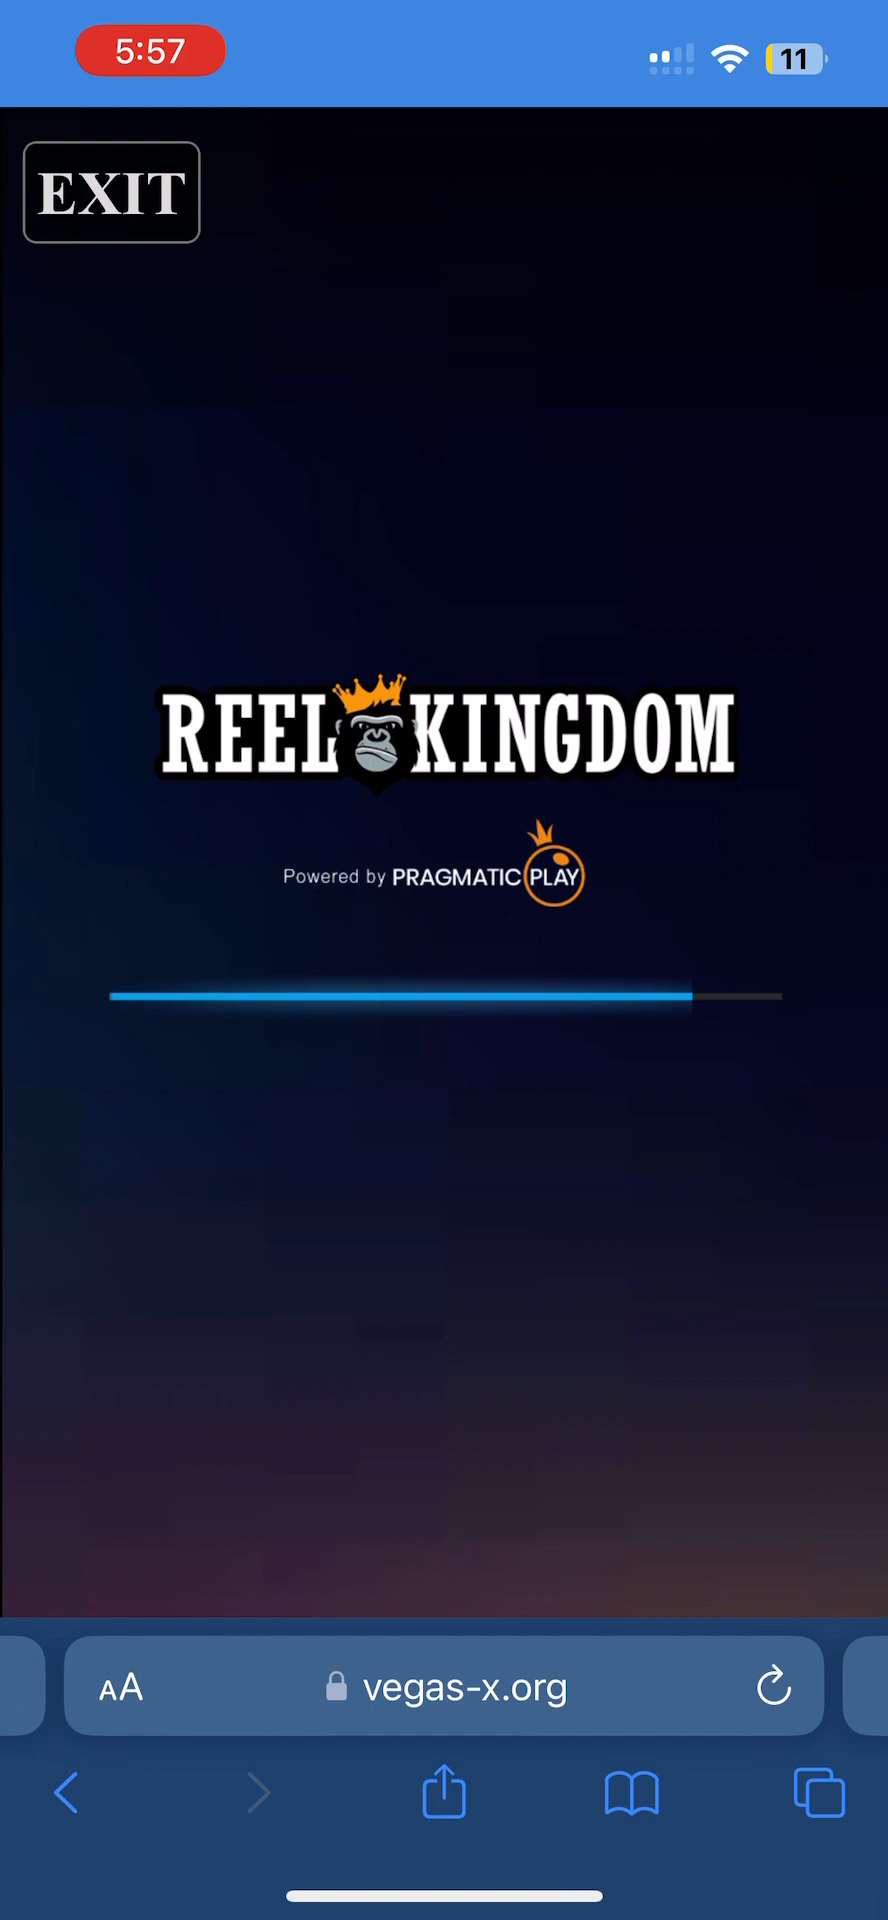 5:57
11
EXIT
REEL KINGDOM
Powered by PRAGMATIC PLAY
AA
vegas-x.org